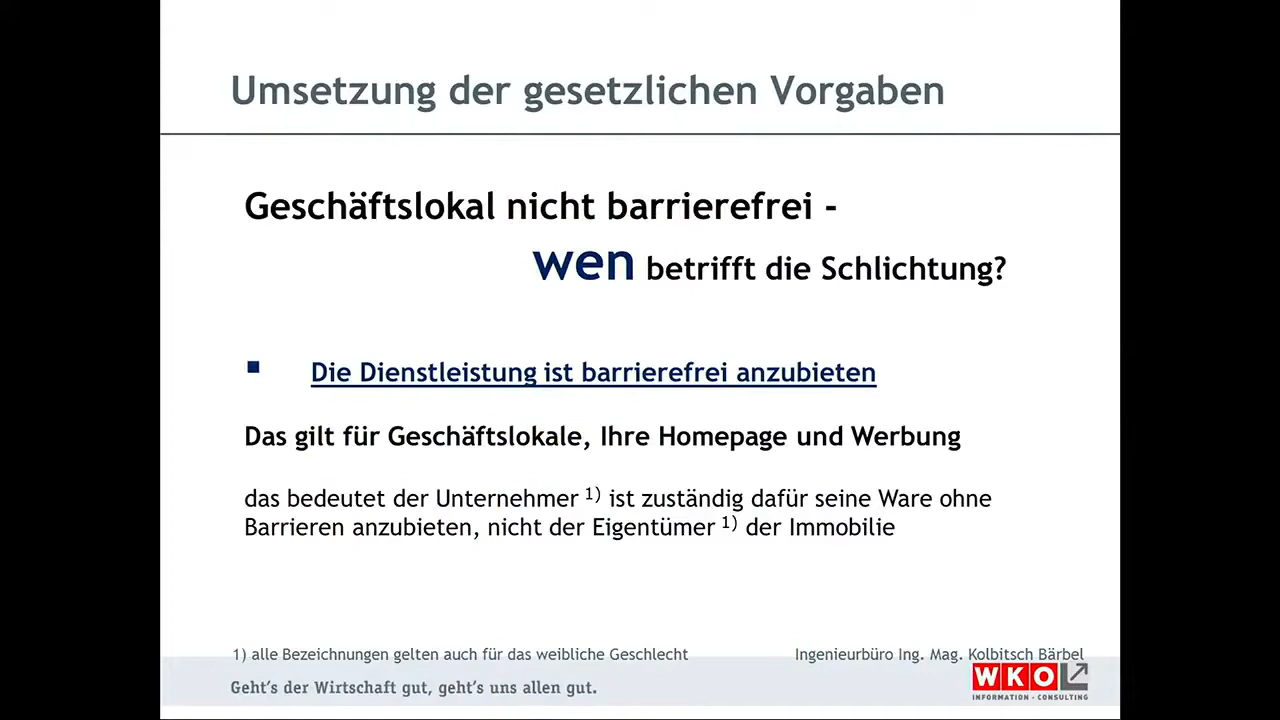 Umsetzung der gesetzlichen Vorgaben
Geschäftslokal nicht barrierefrei -
wen betrifft die Schlichtung?
▪ Die Dienstleistung ist barrierefrei anzubieten
Das gilt für Geschäftslokale, Ihre Homepage und Werbung
das bedeutet der Unternehmer 1) ist zuständig dafür seine Ware ohne
Barrieren anzubieten, nicht der Eigentümer 1) der Immobilie
1) alle Bezeichnungen gelten auch für das weibliche Geschlecht
Ingenieurbüro Ing. Mag. Kolbitsch Bärbel
Geht's der Wirtschaft gut, geht's uns allen gut.
WKO
INFORMATION - CONSULTING